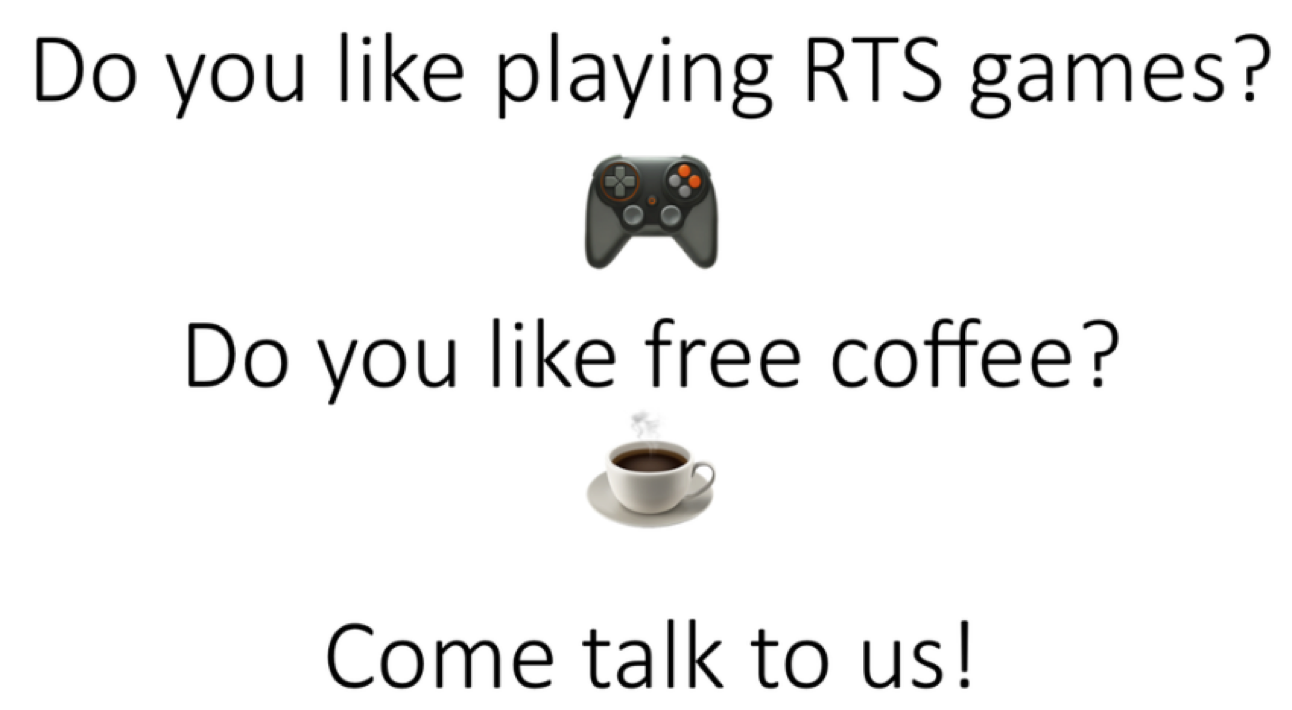 Do you like playing RTS games?
Do you like free coffee?
Come talk to us!